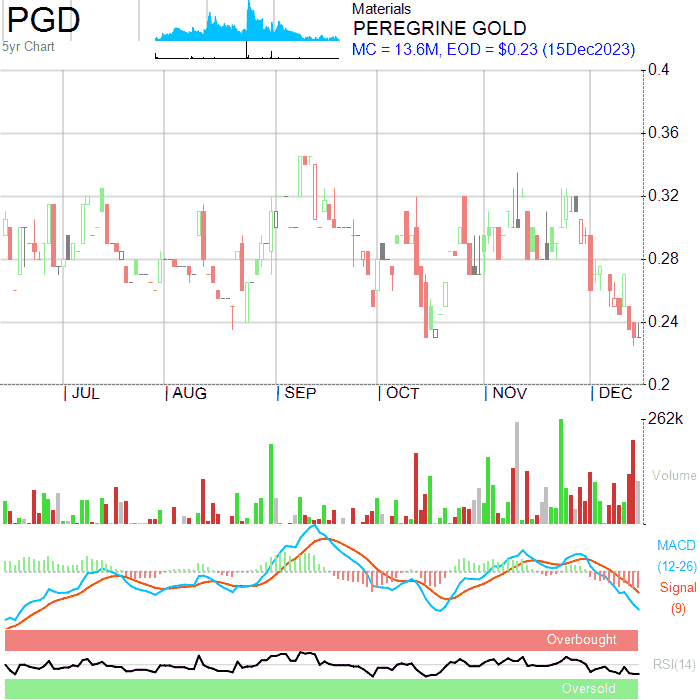 PGD
5yr Chart
Materials
PEREGRINE GOLD
MC = 13.6M, EOD = $0.23 (15Dec2023)
0.4
0.36
0.32
0.28
0.24
0.2
JUL AUG SEP OCT NOV DEC
262k
Volume
MACD
(12-26)
Signal
(9)
Overbought
RSI(14)
Oversold